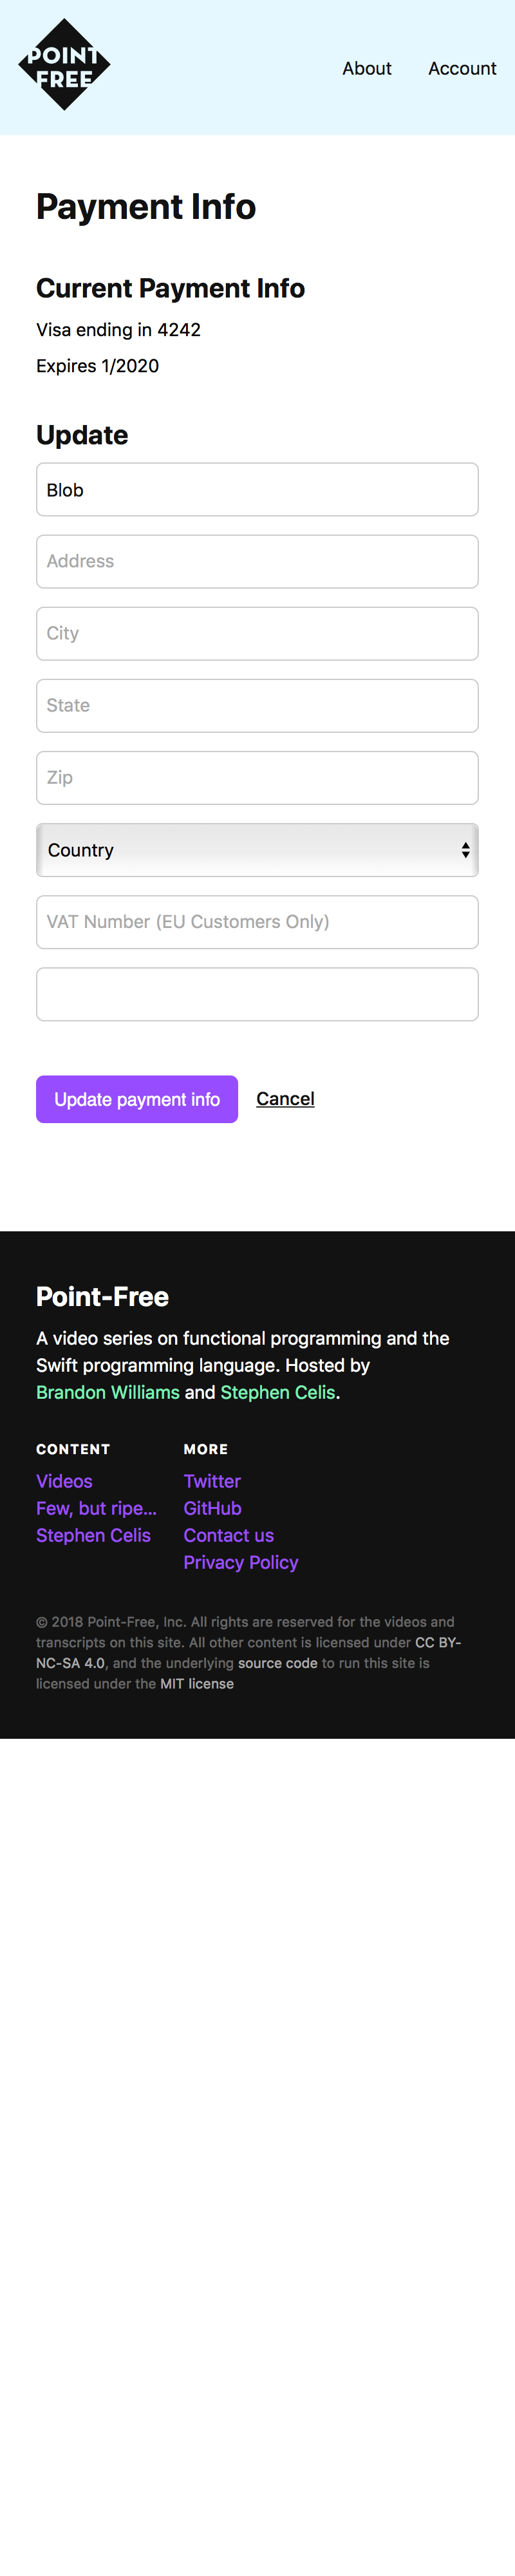 POINT
FREE
About Account
Payment Info
Current Payment Info
Visa ending in 4242
Expires 1/2020
Update
Blob
Address
City
State
Zip
Country
VAT Number (EU Customers Only)
Update payment info Cancel
Point-Free
A video series on functional programming and the
Swift programming language. Hosted by
Brandon Williams and Stephen Celis.
CONTENT
Videos
Few, but ripe...
Stephen Celis
MORE
Twitter
GitHub
Contact us
Privacy Policy
© 2018 Point-Free, Inc. All rights are reserved for the videos and
transcripts on this site. All other content is licensed under CC BY-
NC-SA 4.0, and the underlying source code to run this site is
licensed under the MIT license